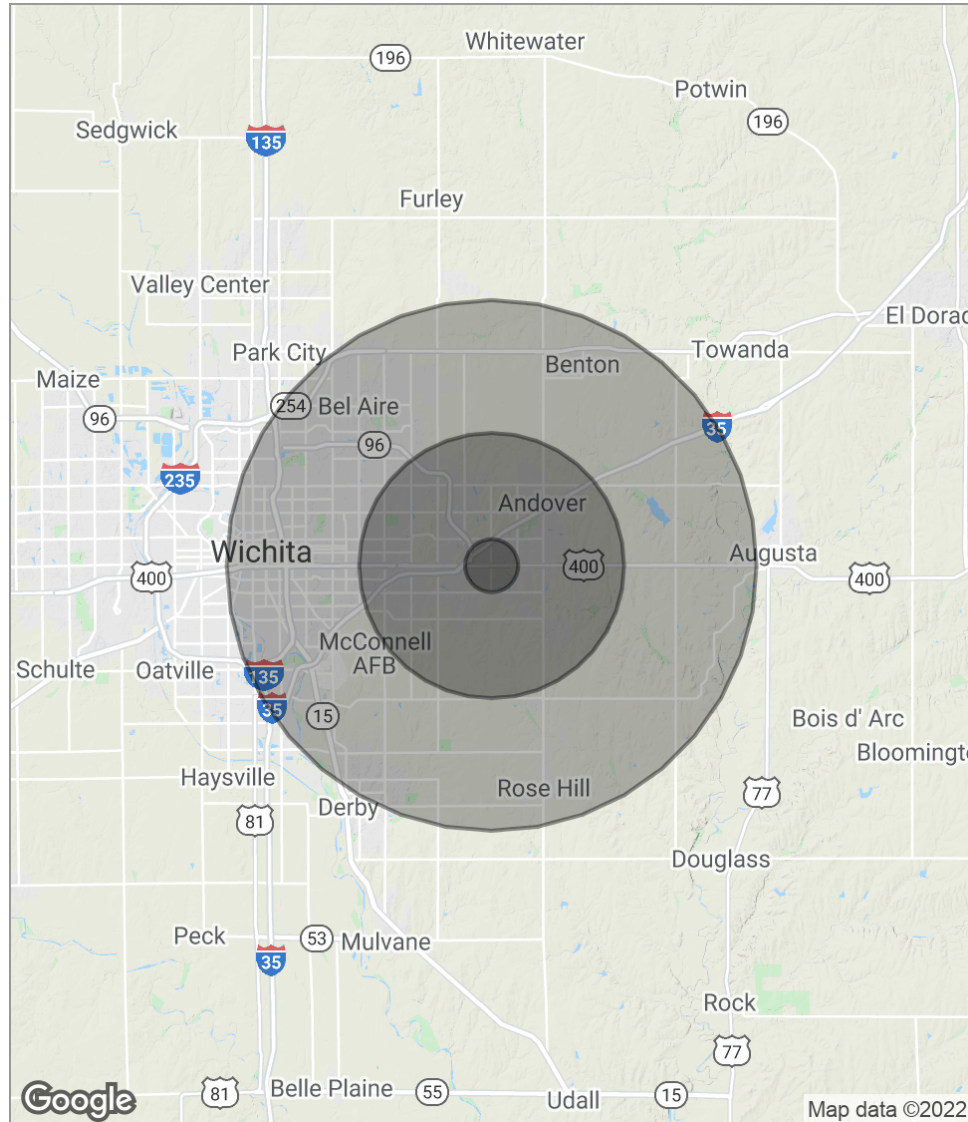 Whitewater
196
Potwin
196
Sedgwick
135
Furley
Valley Center
El Dorado
Park City
Towanda
Benton
Maize
254
Bel Aire
96
35
96
235
Andover
Wichita
Augusta
400
400
400
McConnell
AFB
Schulte
Oatville
135
35
15
Bois d' Arc
Bloomingt
Haysville
Rose Hill
77
Derby
81
Douglass
Peck
53
Mulvane
35
Rock
77
Belle Plaine
81
55
15
Udall
Google
Map data ©2022